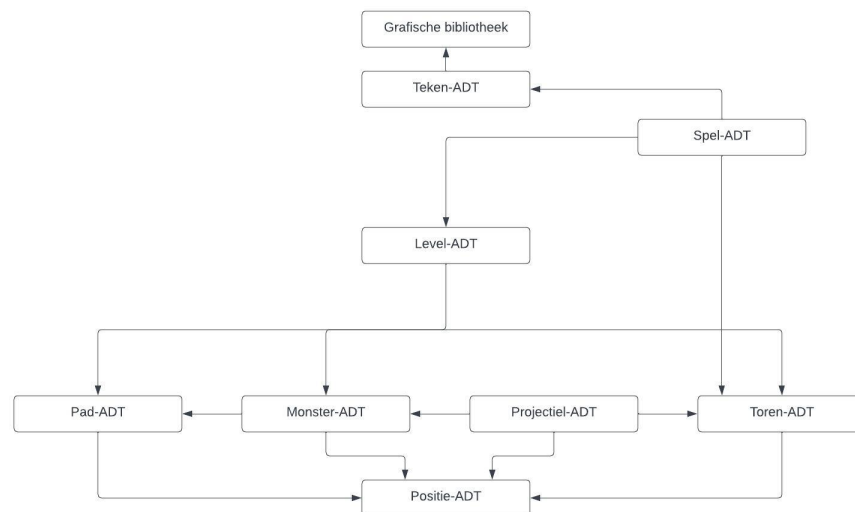 Grafische bibliotheek
Teken-ADT
Spel-ADT
Level-ADT
Pad-ADT
Monster-ADT
Projectiel-ADT
Toren-ADT
Positie-ADT